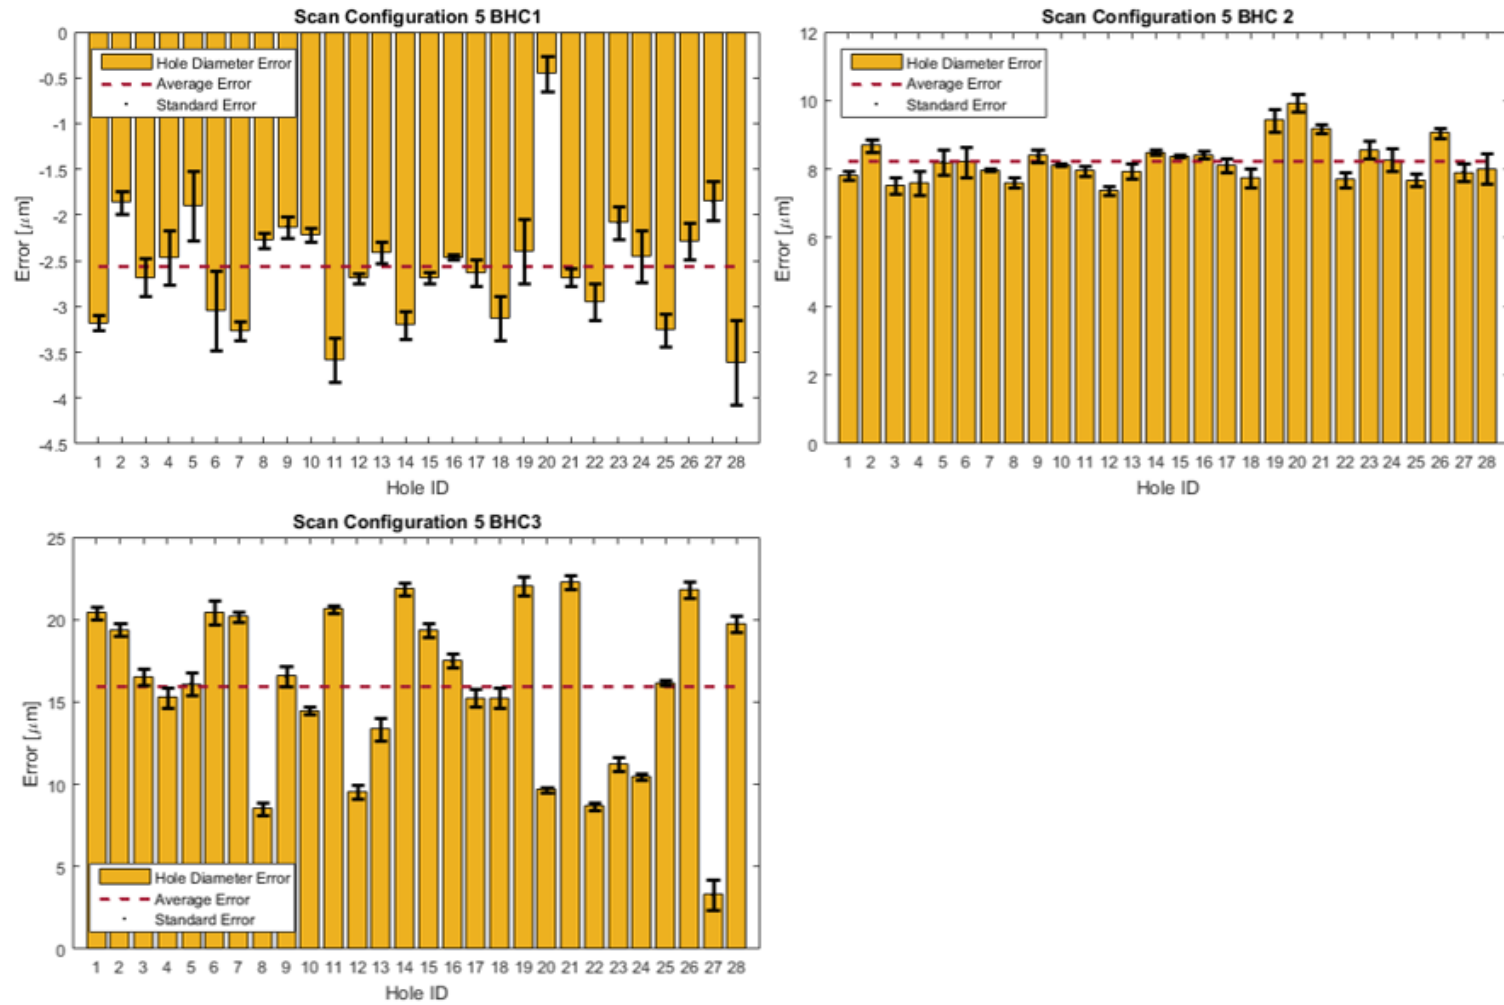 Scan Configuration 5 BHC1
0
-0.5
-1
-1.5
-2
-2.5
-3
-3.5
-4
-4.5
Error [μm]
Hole Diameter Error
Average Error
Standard Error
1 2 3 4 5 6 7 8 9 10 11 12 13 14 15 16 17 18 19 20 21 22 23 24 25 26 27 28
Hole ID
Scan Configuration 5 BHC 2
12
10
8
6
4
2
0
Error [μm]
Hole Diameter Error
Average Error
Standard Error
1 2 3 4 5 6 7 8 9 10 11 12 13 14 15 16 17 18 19 20 21 22 23 24 25 26 27 28
Hole ID
Scan Configuration 5 BHC3
25
20
15
10
5
0
Error [μm]
Hole Diameter Error
Average Error
Standard Error
1 2 3 4 5 6 7 8 9 10 11 12 13 14 15 16 17 18 19 20 21 22 23 24 25 26 27 28
Hole ID